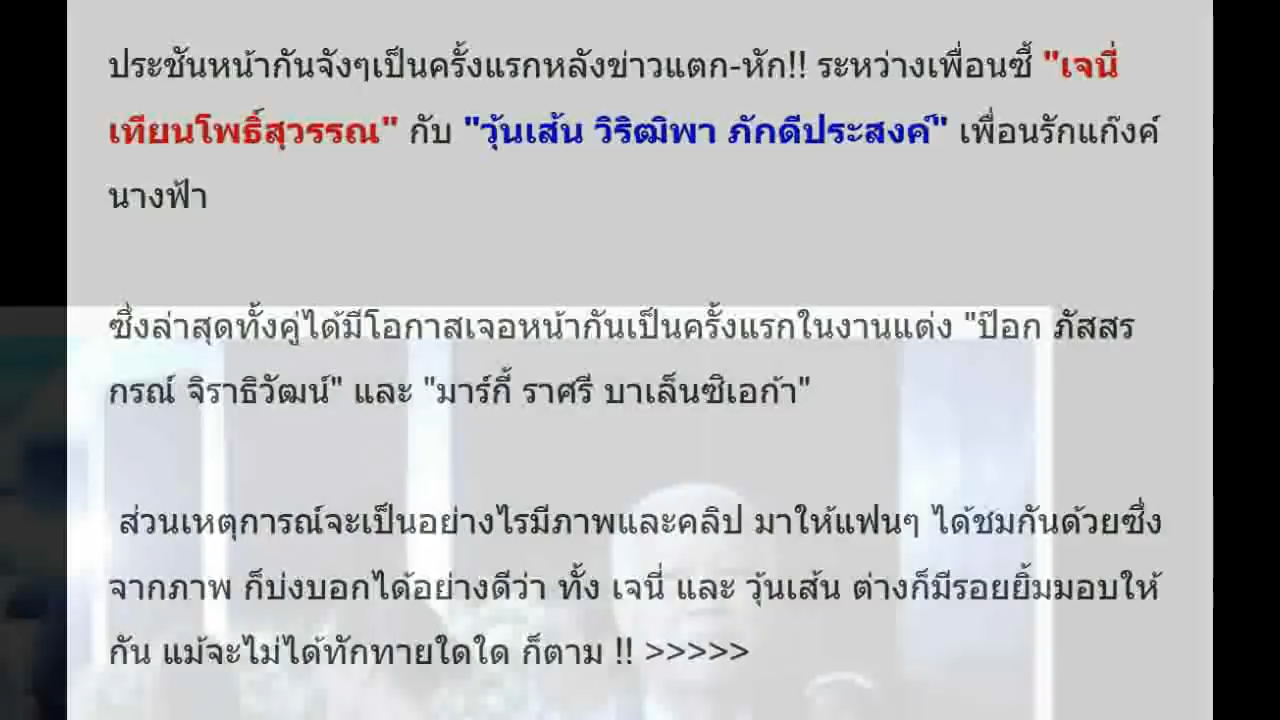 ประชันหน้ากันจังๆเป็นครั้งแรกหลังข่าวแตก-หัก!! ระหว่างเพื่อนซี้ "เจนี่
เทียนโพธิ์สุวรรณ" กับ "วุ้นเส้น วิริฒิพา ภักดีประสงค์" เพื่อนรักแก๊งค์
นางฟ้า
ซึ่งล่าสุดทั้งคู่ได้มีโอกาสเจอหน้ากันเป็นครั้งแรกในงานแต่ง "ป๊อก ภัสสร
กรณ์ จิราธิวัฒน์" และ "มาร์กี้ ราศรี บาเล็นซิเอก้า"
ส่วนเหตุการณ์จะเป็นอย่างไรมีภาพและคลิป มาให้แฟนๆ ได้ชมกันด้วยซึ่ง
จากภาพ ก็บ่งบอกได้อย่างดีว่า ทั้ง เจนี่ และ วุ้นเส้น ต่างก็มีรอยยิ้มมอบให้
กัน แม้จะไม่ได้ทักทายใดใด ก็ตาม !! >>>>>